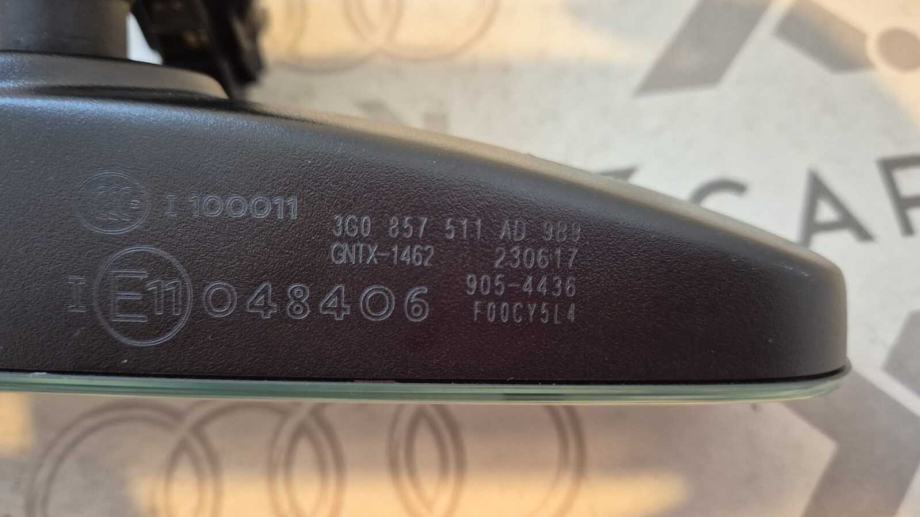 I 100011
3G0 857 511 AD 9B9
GNTX-1462 230617
905-4436
I E11 048406
F00CY5L4